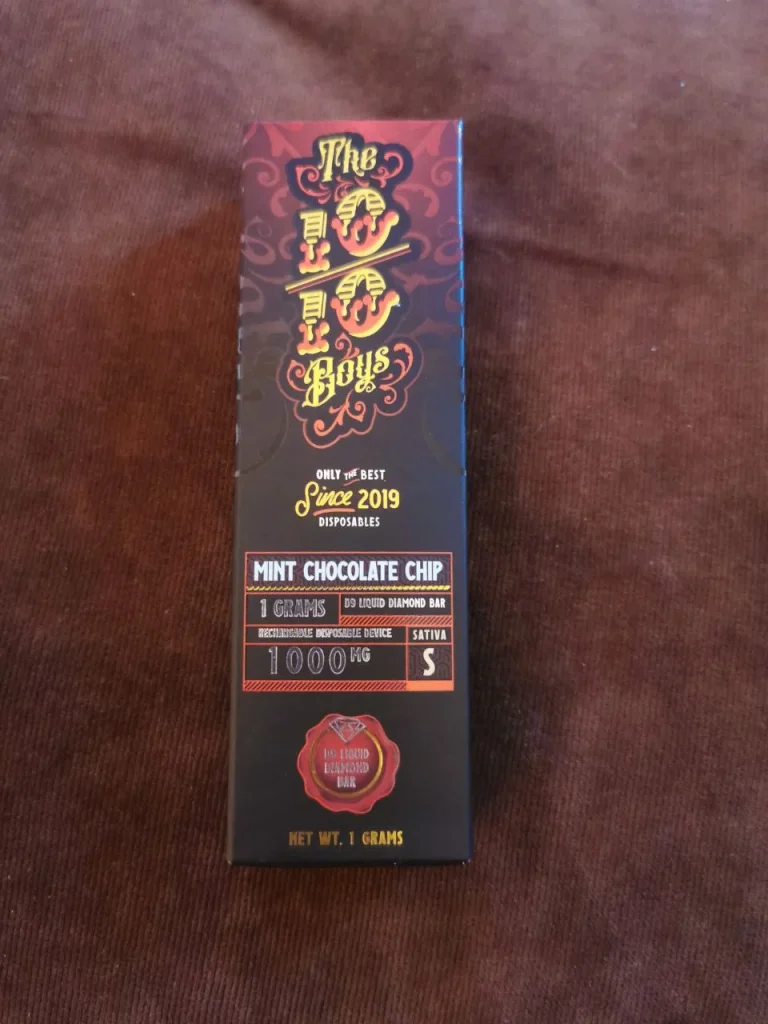 The
10
10
Boys
ONLY THE BEST
Since 2019
DISPOSABLES
MINT CHOCOLATE CHIP
1 GRAMS
D9 LIQUID DIAMOND BAR
RECHARGABLE DISPOSABLE DEVICE
SATIVA
1000MG
S
D9 LIQUID
DIAMOND
BAR
NET WT. 1 GRAMS